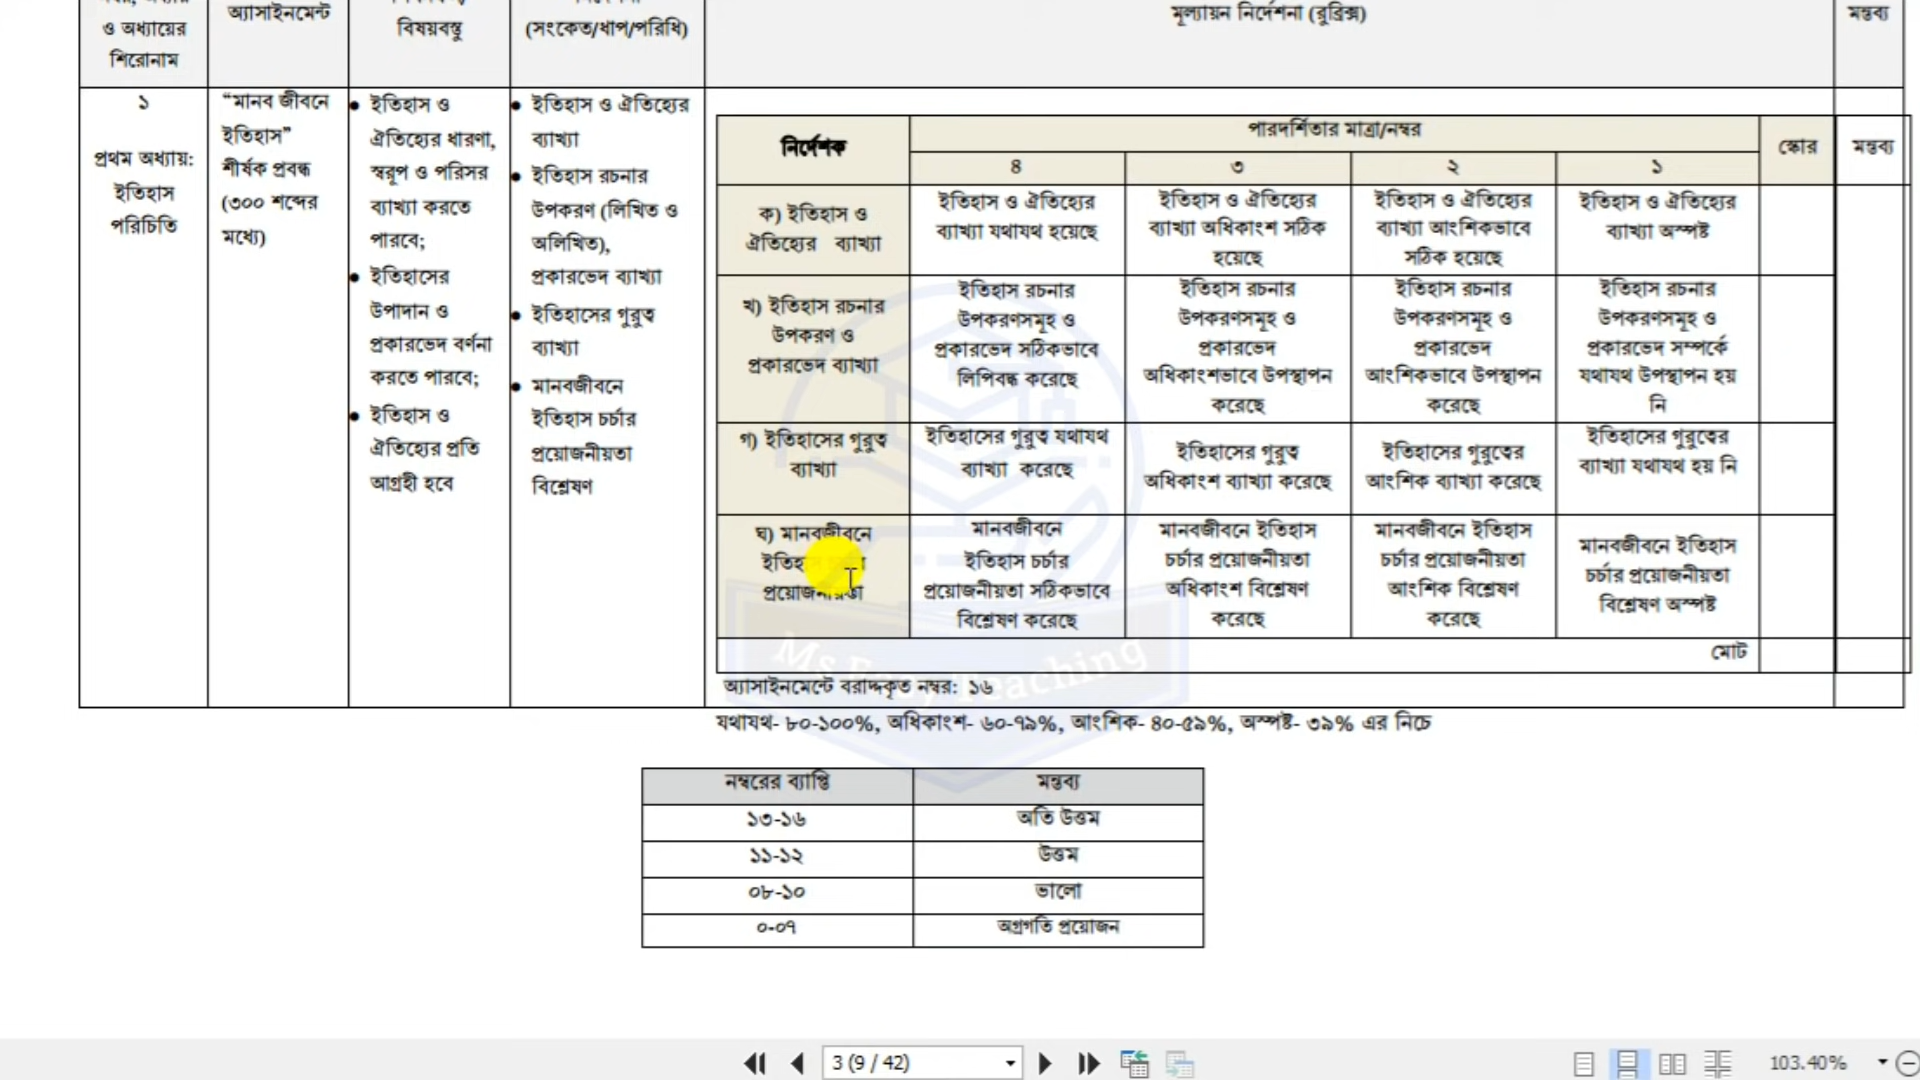 ও অধ্যায়ের
শিরোনাম
অ্যাসাইনমেন্ট
বিষয়বস্তু
(সংকেত/ধাপ/পরিধি)
মূল্যায়ন নির্দেশনা (রুব্রিক্স)
মন্তব্য
১
প্রথম অধ্যায়:
ইতিহাস
পরিচিতি
“মানব জীবনে
ইতিহাস”
শীর্ষক প্রবন্ধ
(৩০০ শব্দের
মধ্যে)
● ইতিহাস ও
ঐতিহ্যের ধারণা,
স্বরূপ ও পরিসর
ব্যাখ্যা করতে
পারবে;
● ইতিহাসের
উপাদান ও
প্রকারভেদ বর্ণনা
করতে পারবে;
● ইতিহাস ও
ঐতিহ্যের প্রতি
আগ্রহী হবে
● ইতিহাস ও ঐতিহ্যের
ব্যাখ্যা
● ইতিহাস রচনার
উপকরণ (লিখিত ও
অলিখিত),
প্রকারভেদ ব্যাখ্যা
● ইতিহাসের গুরুত্ব
ব্যাখ্যা
● মানবজীবনে
ইতিহাস চর্চার
প্রয়োজনীয়তা
বিশ্লেষণ
নির্দেশক
পারদর্শিতার মাত্রা/নম্বর
স্কোর
মন্তব্য
৪
৩
২
১
ক) ইতিহাস ও
ঐতিহ্যের ব্যাখ্যা
ইতিহাস ও ঐতিহ্যের
ব্যাখ্যা যথাযথ হয়েছে
ইতিহাস ও ঐতিহ্যের
ব্যাখ্যা অধিকাংশ সঠিক
হয়েছে
ইতিহাস ও ঐতিহ্যের
ব্যাখ্যা আংশিকভাবে
সঠিক হয়েছে
ইতিহাস ও ঐতিহ্যের
ব্যাখ্যা অস্পষ্ট
খ) ইতিহাস রচনার
উপকরণ ও
প্রকারভেদ ব্যাখ্যা
ইতিহাস রচনার
উপকরণসমূহ ও
প্রকারভেদ সঠিকভাবে
লিপিবদ্ধ করেছে
ইতিহাস রচনার
উপকরণসমূহ ও
প্রকারভেদ
অধিকাংশভাবে উপস্থাপন
করেছে
ইতিহাস রচনার
উপকরণসমূহ ও
প্রকারভেদ
আংশিকভাবে উপস্থাপন
করেছে
ইতিহাস রচনার
উপকরণসমূহ ও
প্রকারভেদ সম্পর্কে
যথাযথ উপস্থাপন হয়
নি
গ) ইতিহাসের গুরুত্ব
ব্যাখ্যা
ইতিহাসের গুরুত্ব যথাযথ
ব্যাখ্যা করেছে
ইতিহাসের গুরুত্ব
অধিকাংশ ব্যাখ্যা করেছে
ইতিহাসের গুরুত্বের
আংশিক ব্যাখ্যা করেছে
ইতিহাসের গুরুত্বের
ব্যাখ্যা যথাযথ হয় নি
ঘ) মানবজীবনে
ইতিহাস চর্চার
প্রয়োজনীয়তা
মানবজীবনে
ইতিহাস চর্চার
প্রয়োজনীয়তা সঠিকভাবে
বিশ্লেষণ করেছে
মানবজীবনে ইতিহাস
চর্চার প্রয়োজনীয়তা
অধিকাংশ বিশ্লেষণ
করেছে
মানবজীবনে ইতিহাস
চর্চার প্রয়োজনীয়তা
আংশিক বিশ্লেষণ
করেছে
মানবজীবনে ইতিহাস
চর্চার প্রয়োজনীয়তা
বিশ্লেষণ অস্পষ্ট
মোট
Ms Easy Teaching
অ্যাসাইনমেন্টে বরাদ্দকৃত নম্বর: ১৬
যথাযথ- ৮০-১০০%, অধিকাংশ- ৬০-৭৯%, আংশিক- ৪০-৫৯%, অস্পষ্ট- ৩৯% এর নিচে
নম্বরের ব্যাপ্তি
মন্তব্য
১৩-১৬
অতি উত্তম
১১-১২
উত্তম
০৮-১০
ভালো
০-০৭
অগ্রগতি প্রয়োজন
3 (9 / 42)
103.40%